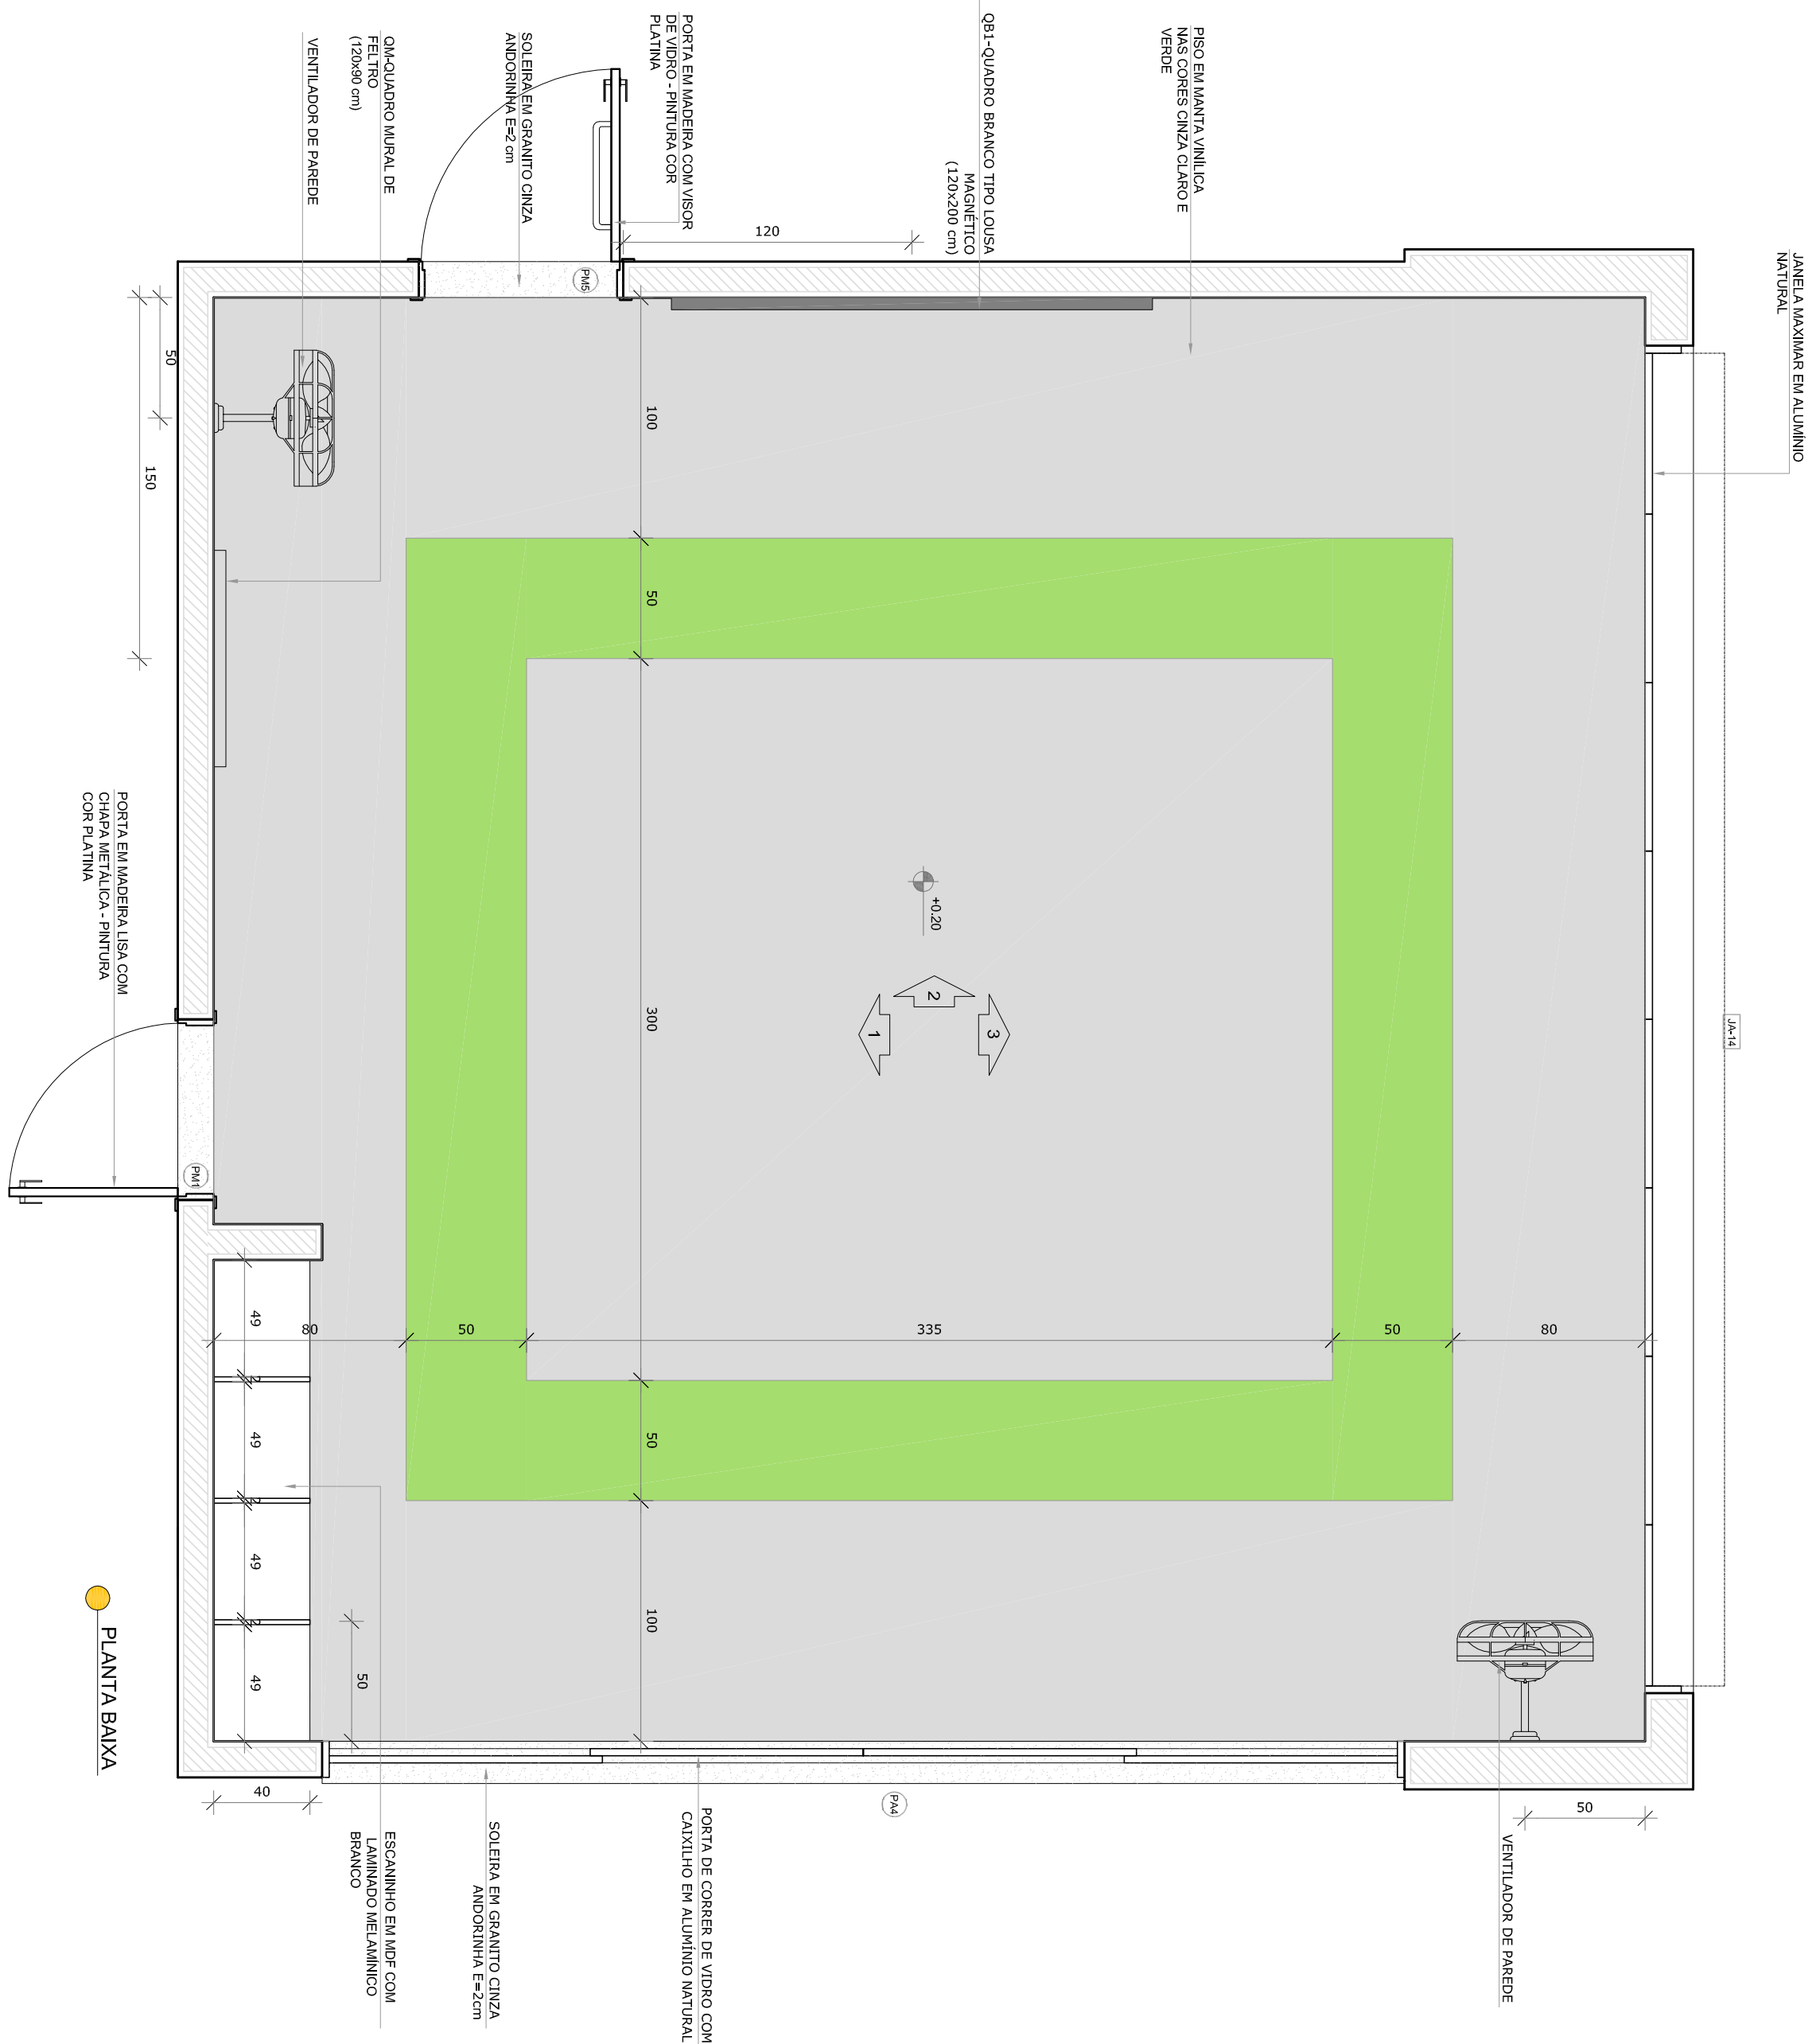 JANELA MAXIMAR EM ALUMÍNIO
NATURAL
PISO EM MANTA VINÍLICA
NAS CORES CINZA CLARO E
VERDE
QB1-QUADRO BRANCO TIPO LOUSA
MAGNÉTICO
(120x200 cm)
PORTA EM MADEIRA COM VISOR
DE VIDRO - PINTURA COR
PLATINA
SOLEIRA EM GRANITO CINZA
ANDORINHA E=2 cm
QM-QUADRO MURAL DE
FELTRO
(120x90 cm)
VENTILADOR DE PAREDE
120
PM5
50
150
100
50
300
50
100
+0.20
1
2
3
JA-14
PORTA EM MADEIRA LISA COM
CHAPA METÁLICA - PINTURA
COR PLATINA
PM1
80
50
335
50
80
49
2
49
2
49
2
49
50
40
50
PA4
VENTILADOR DE PAREDE
PORTA DE CORRER DE VIDRO COM
CAIXILHO EM ALUMÍNIO NATURAL
SOLEIRA EM GRANITO CINZA
ANDORINHA E=2cm
ESCANINHO EM MDF COM
LAMINADO MELAMÍNICO
BRANCO
PLANTA BAIXA